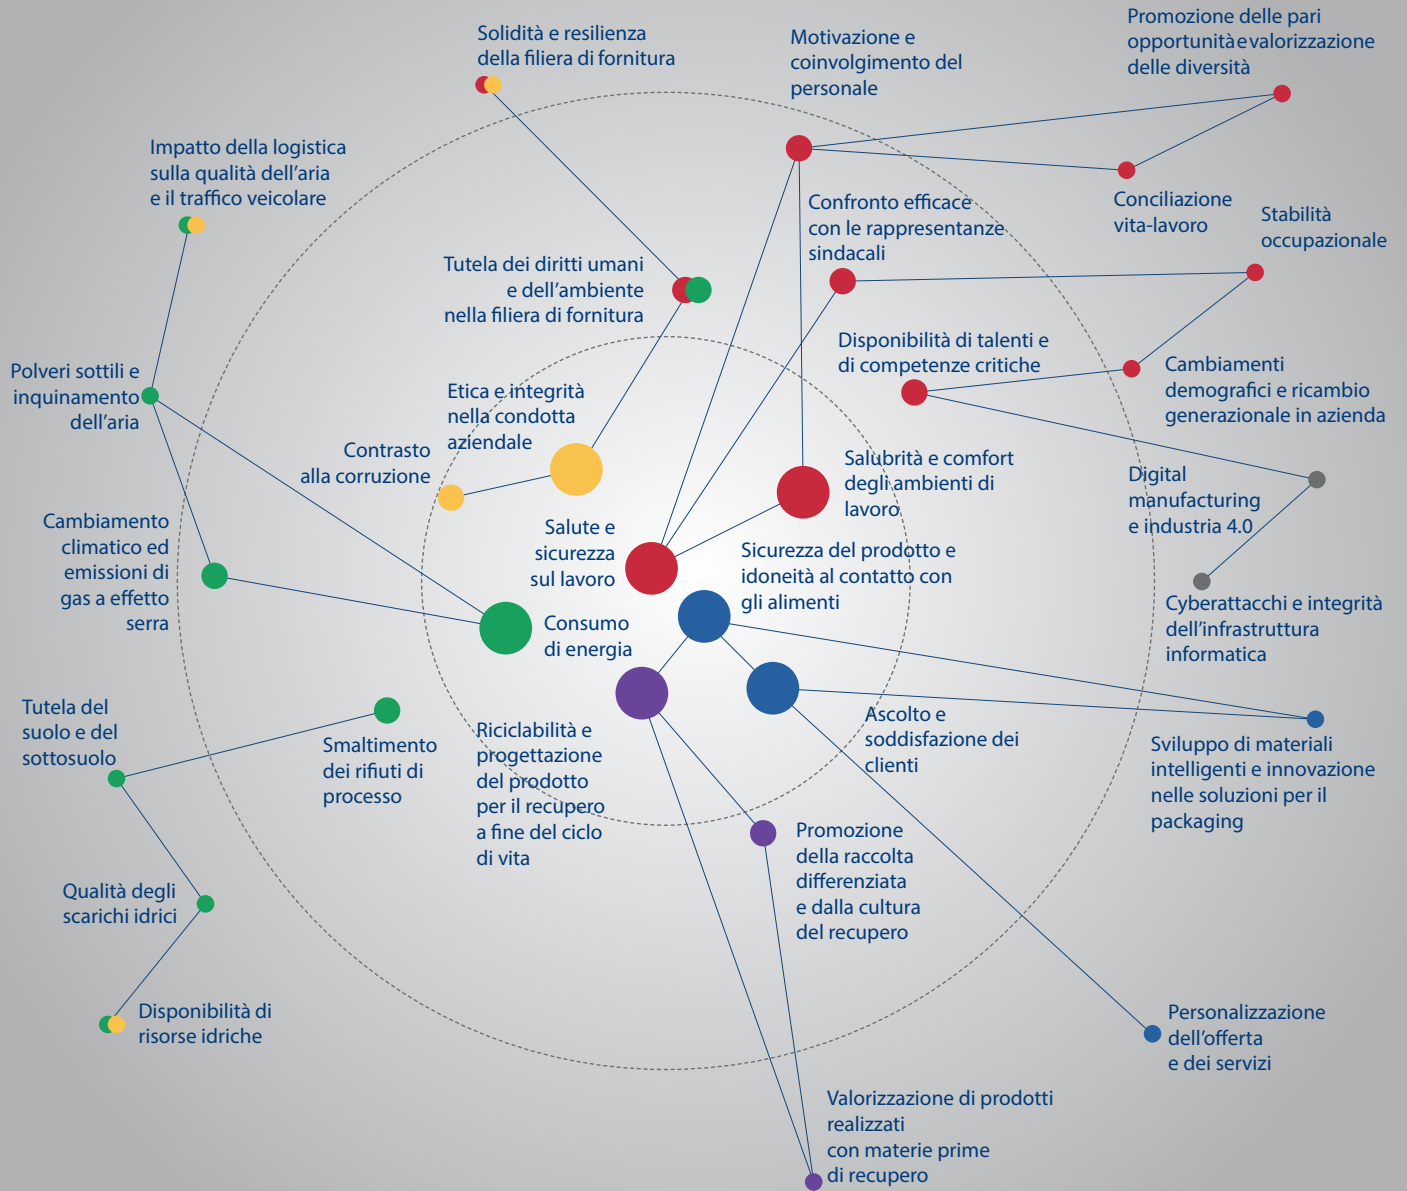 Solidità e resilienza
della filiera di fornitura
Motivazione e
coinvolgimento del
personale
Promozione delle pari
opportunità e valorizzazione
delle diversità
Impatto della logistica
sulla qualità dell'aria
e il traffico veicolare
Confronto efficace
con le rappresentanze
sindacali
Conciliazione
vita-lavoro
Stabilità
occupazionale
Tutela dei diritti umani
e dell'ambiente
nella filiera di fornitura
Disponibilità di talenti e
di competenze critiche
Cambiamenti
demografici e ricambio
generazionale in azienda
Polveri sottili e
inquinamento
dell'aria
Etica e integrità
nella condotta
aziendale
Contrasto
alla corruzione
Salubrità e comfort
degli ambienti di
lavoro
Digital
manufacturing
e industria 4.0
Cambiamento
climatico ed
emissioni di
gas a effetto
serra
Salute e
sicurezza
sul lavoro
Sicurezza del prodotto e
idoneità al contatto con
gli alimenti
Cyberattacchi e integrità
dell'infrastruttura
informatica
Consumo
di energia
Tutela del
suolo e del
sottosuolo
Smaltimento
dei rifiuti di
processo
Riciclabilità e
progettazione
del prodotto
per il recupero
a fine del ciclo
di vita
Ascolto e
soddisfazione dei
clienti
Sviluppo di materiali
intelligenti e innovazione
nelle soluzioni per il
packaging
Promozione
della raccolta
differenziata
e dalla cultura
del recupero
Qualità degli
scarichi idrici
Disponibilità di
risorse idriche
Personalizzazione
dell'offerta
e dei servizi
Valorizzazione di prodotti
realizzati
con materie prime
di recupero